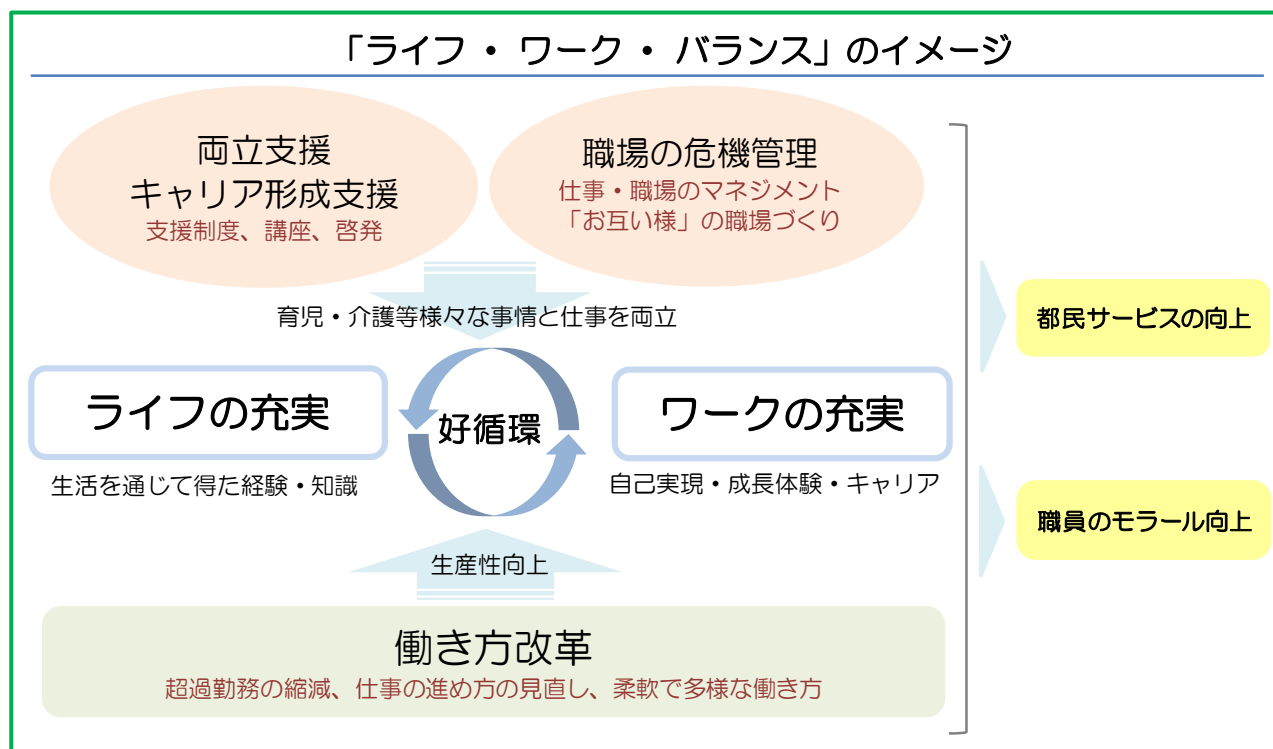 「ライフ ・ ワーク ・ バランス」 のイメージ
両立支援
キャリア形成支援
支援制度、講座、啓発
職場の危機管理
仕事・職場のマネジメント
「お互い様」の職場づくり
育児・介護等様々な事情と仕事を両立
ライフの充実
好循環
ワークの充実
生活を通じて得た経験・知識
自己実現・成長体験・キャリア
生産性向上
働き方改革
超過勤務の縮減、仕事の進め方の見直し、柔軟で多様な働き方
都民サービスの向上
職員のモラール向上